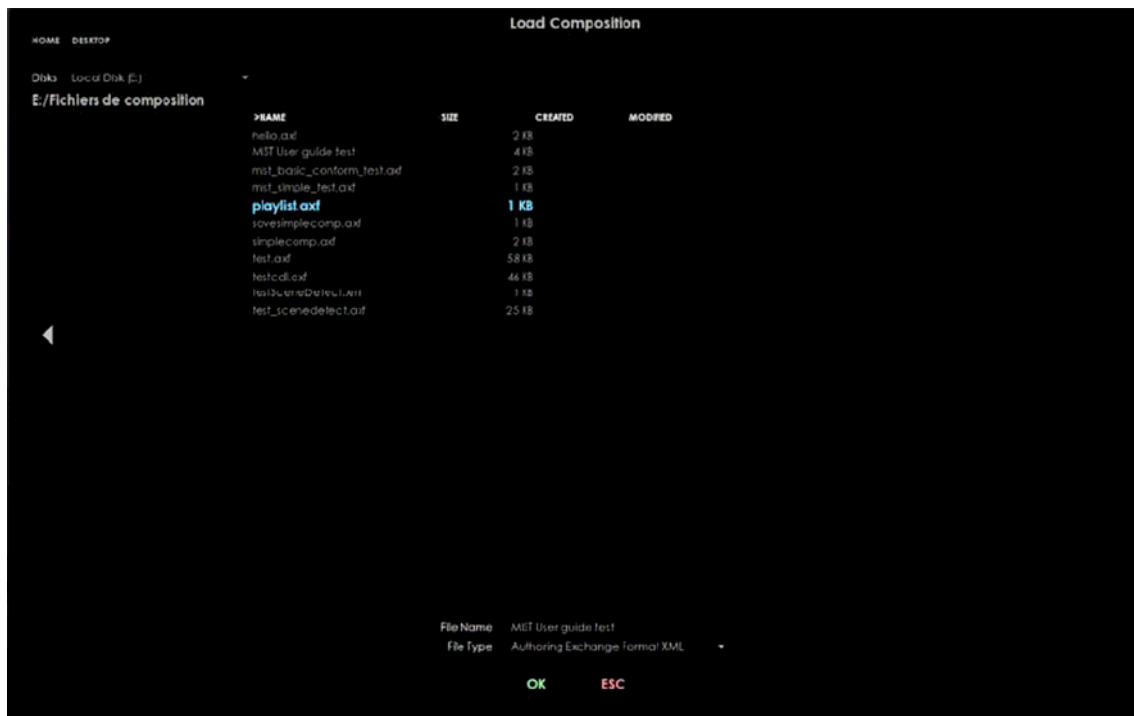 Load Composition
HOME DESKTOP
Disks Local Disk (E:)
E:/Fichiers de composition
>NAME SIZE CREATED MODIFIED
hello.axf 2 KB
MST User guide test 4 KB
mst_basic_conform_test.axf 2 KB
mst_simple_test.axf 1 KB
playlist.axf 1 KB
savesimplecomp.axf 1 KB
simplecomp.axf 2 KB
test.axf 58 KB
testcdl.axf 46 KB
1 KB
test_scenedetect.axf 25 KB
File Name MST User guide test
File Type Authoring Exchange Format XML
OK ESC